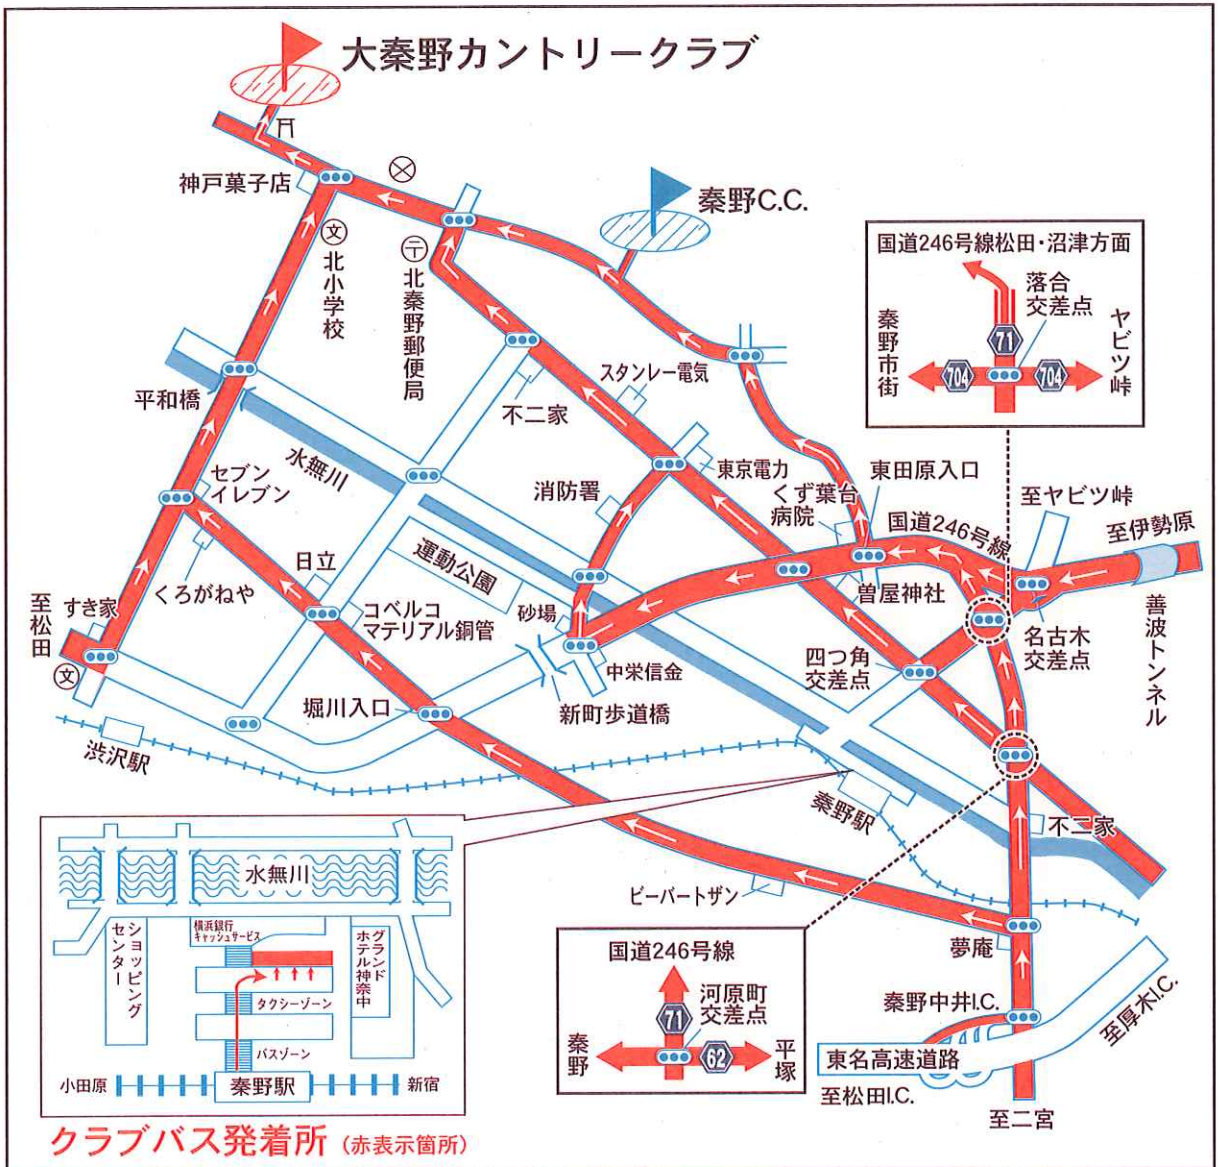 大秦野カントリークラブ
神戸菓子店
秦野C.C.
文
北小学校
北秦野郵便局
国道246号線松田・沼津方面
落合
交差点
秦野市街
ヤビツ峠
71
704
704
平和橋
スタンレー電気
不二家
水無川
セブン
イレブン
消防署
東京電力
くず葉台
病院
東田原入口
国道246号線
至ヤビツ峠
至伊勢原
運動公園
日立
くろがねや
コベルコ
マテリアル銅管
砂場
曽屋神社
名古木
交差点
善波トンネル
至松田
すき家
文
四つ角
交差点
中栄信金
新町歩道橋
堀川入口
渋沢駅
秦野駅
不二家
ビーバートザン
夢庵
水無川
ショッピング
センター
横浜銀行
キャッシュサービス
グランド
ホテル神奈中
タクシーゾーン
バスゾーン
小田原
秦野駅
新宿
国道246号線
河原町
交差点
71
62
秦野
平塚
秦野中井I.C.
東名高速道路
至厚木I.C.
至松田I.C.
至二宮
クラブバス発着所(赤表示箇所)